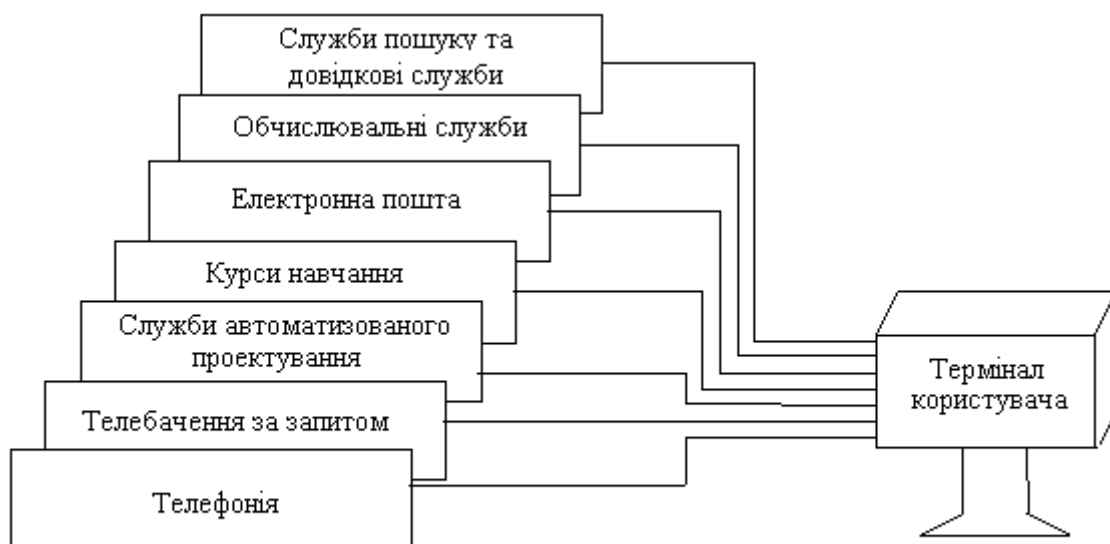 Служби пошуку та
довідкові служби
Обчислювальні служби
Електронна пошта
Курси навчання
Служби автоматизованого
проектування
Телебачення за запитом
Телефонія
Термінал
користувача